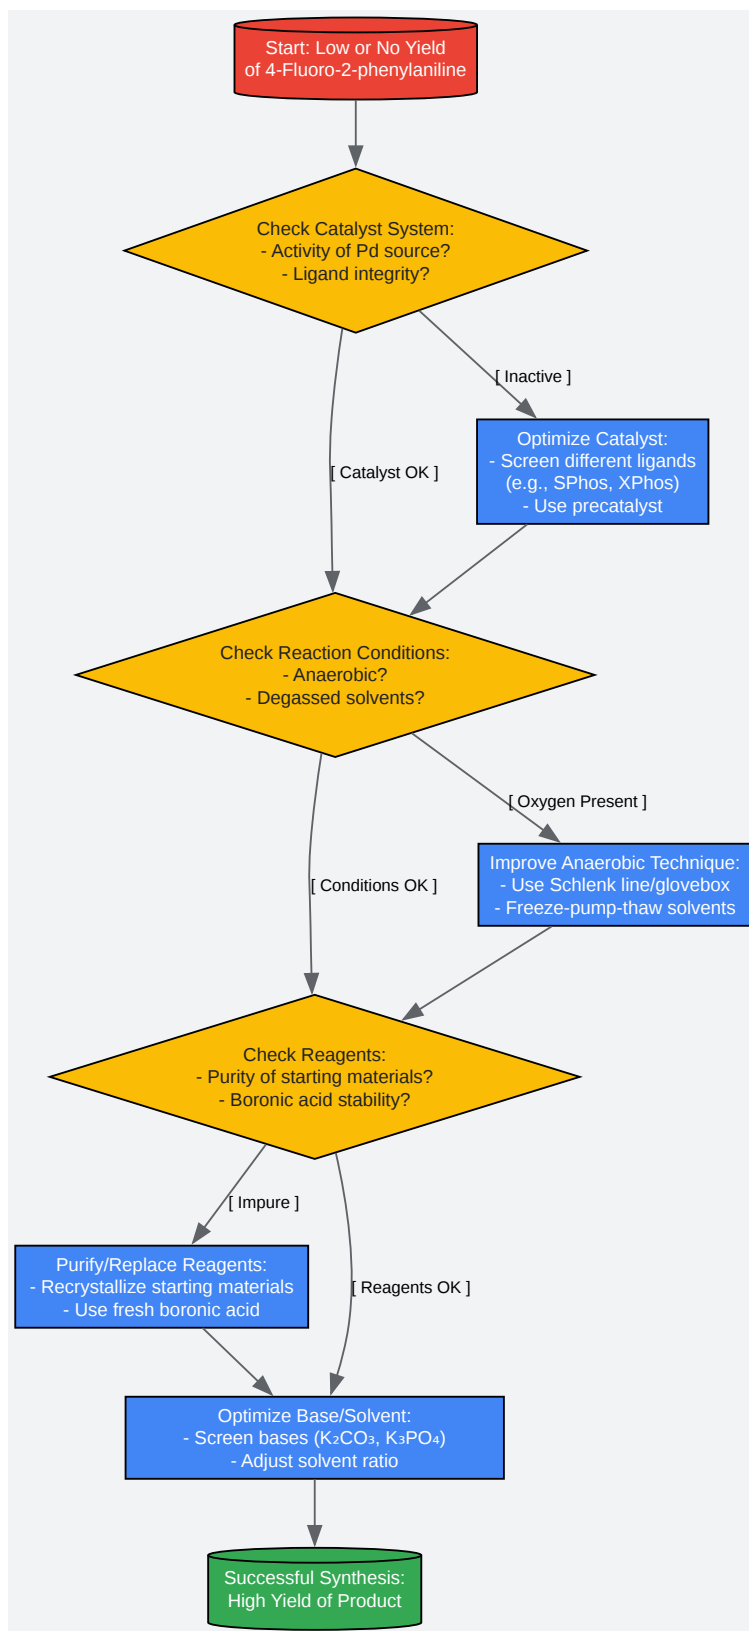 Start: Low or No Yield
of 4-Fluoro-2-phenylaniline
Check Catalyst System:
- Activity of Pd source?
- Ligand integrity?
[ Inactive ]
Optimize Catalyst:
- Screen different ligands
(e.g., SPhos, XPhos)
- Use precatalyst
[ Catalyst OK ]
Check Reaction Conditions:
- Anaerobic?
- Degassed solvents?
[ Oxygen Present ]
Improve Anaerobic Technique:
- Use Schlenk line/glovebox
- Freeze-pump-thaw solvents
[ Conditions OK ]
Check Reagents:
- Purity of starting materials?
- Boronic acid stability?
[ Impure ]
Purify/Replace Reagents:
- Recrystallize starting materials
- Use fresh boronic acid
[ Reagents OK ]
Optimize Base/Solvent:
- Screen bases (K₂CO₃, K₃PO₄)
- Adjust solvent ratio
Successful Synthesis:
High Yield of Product